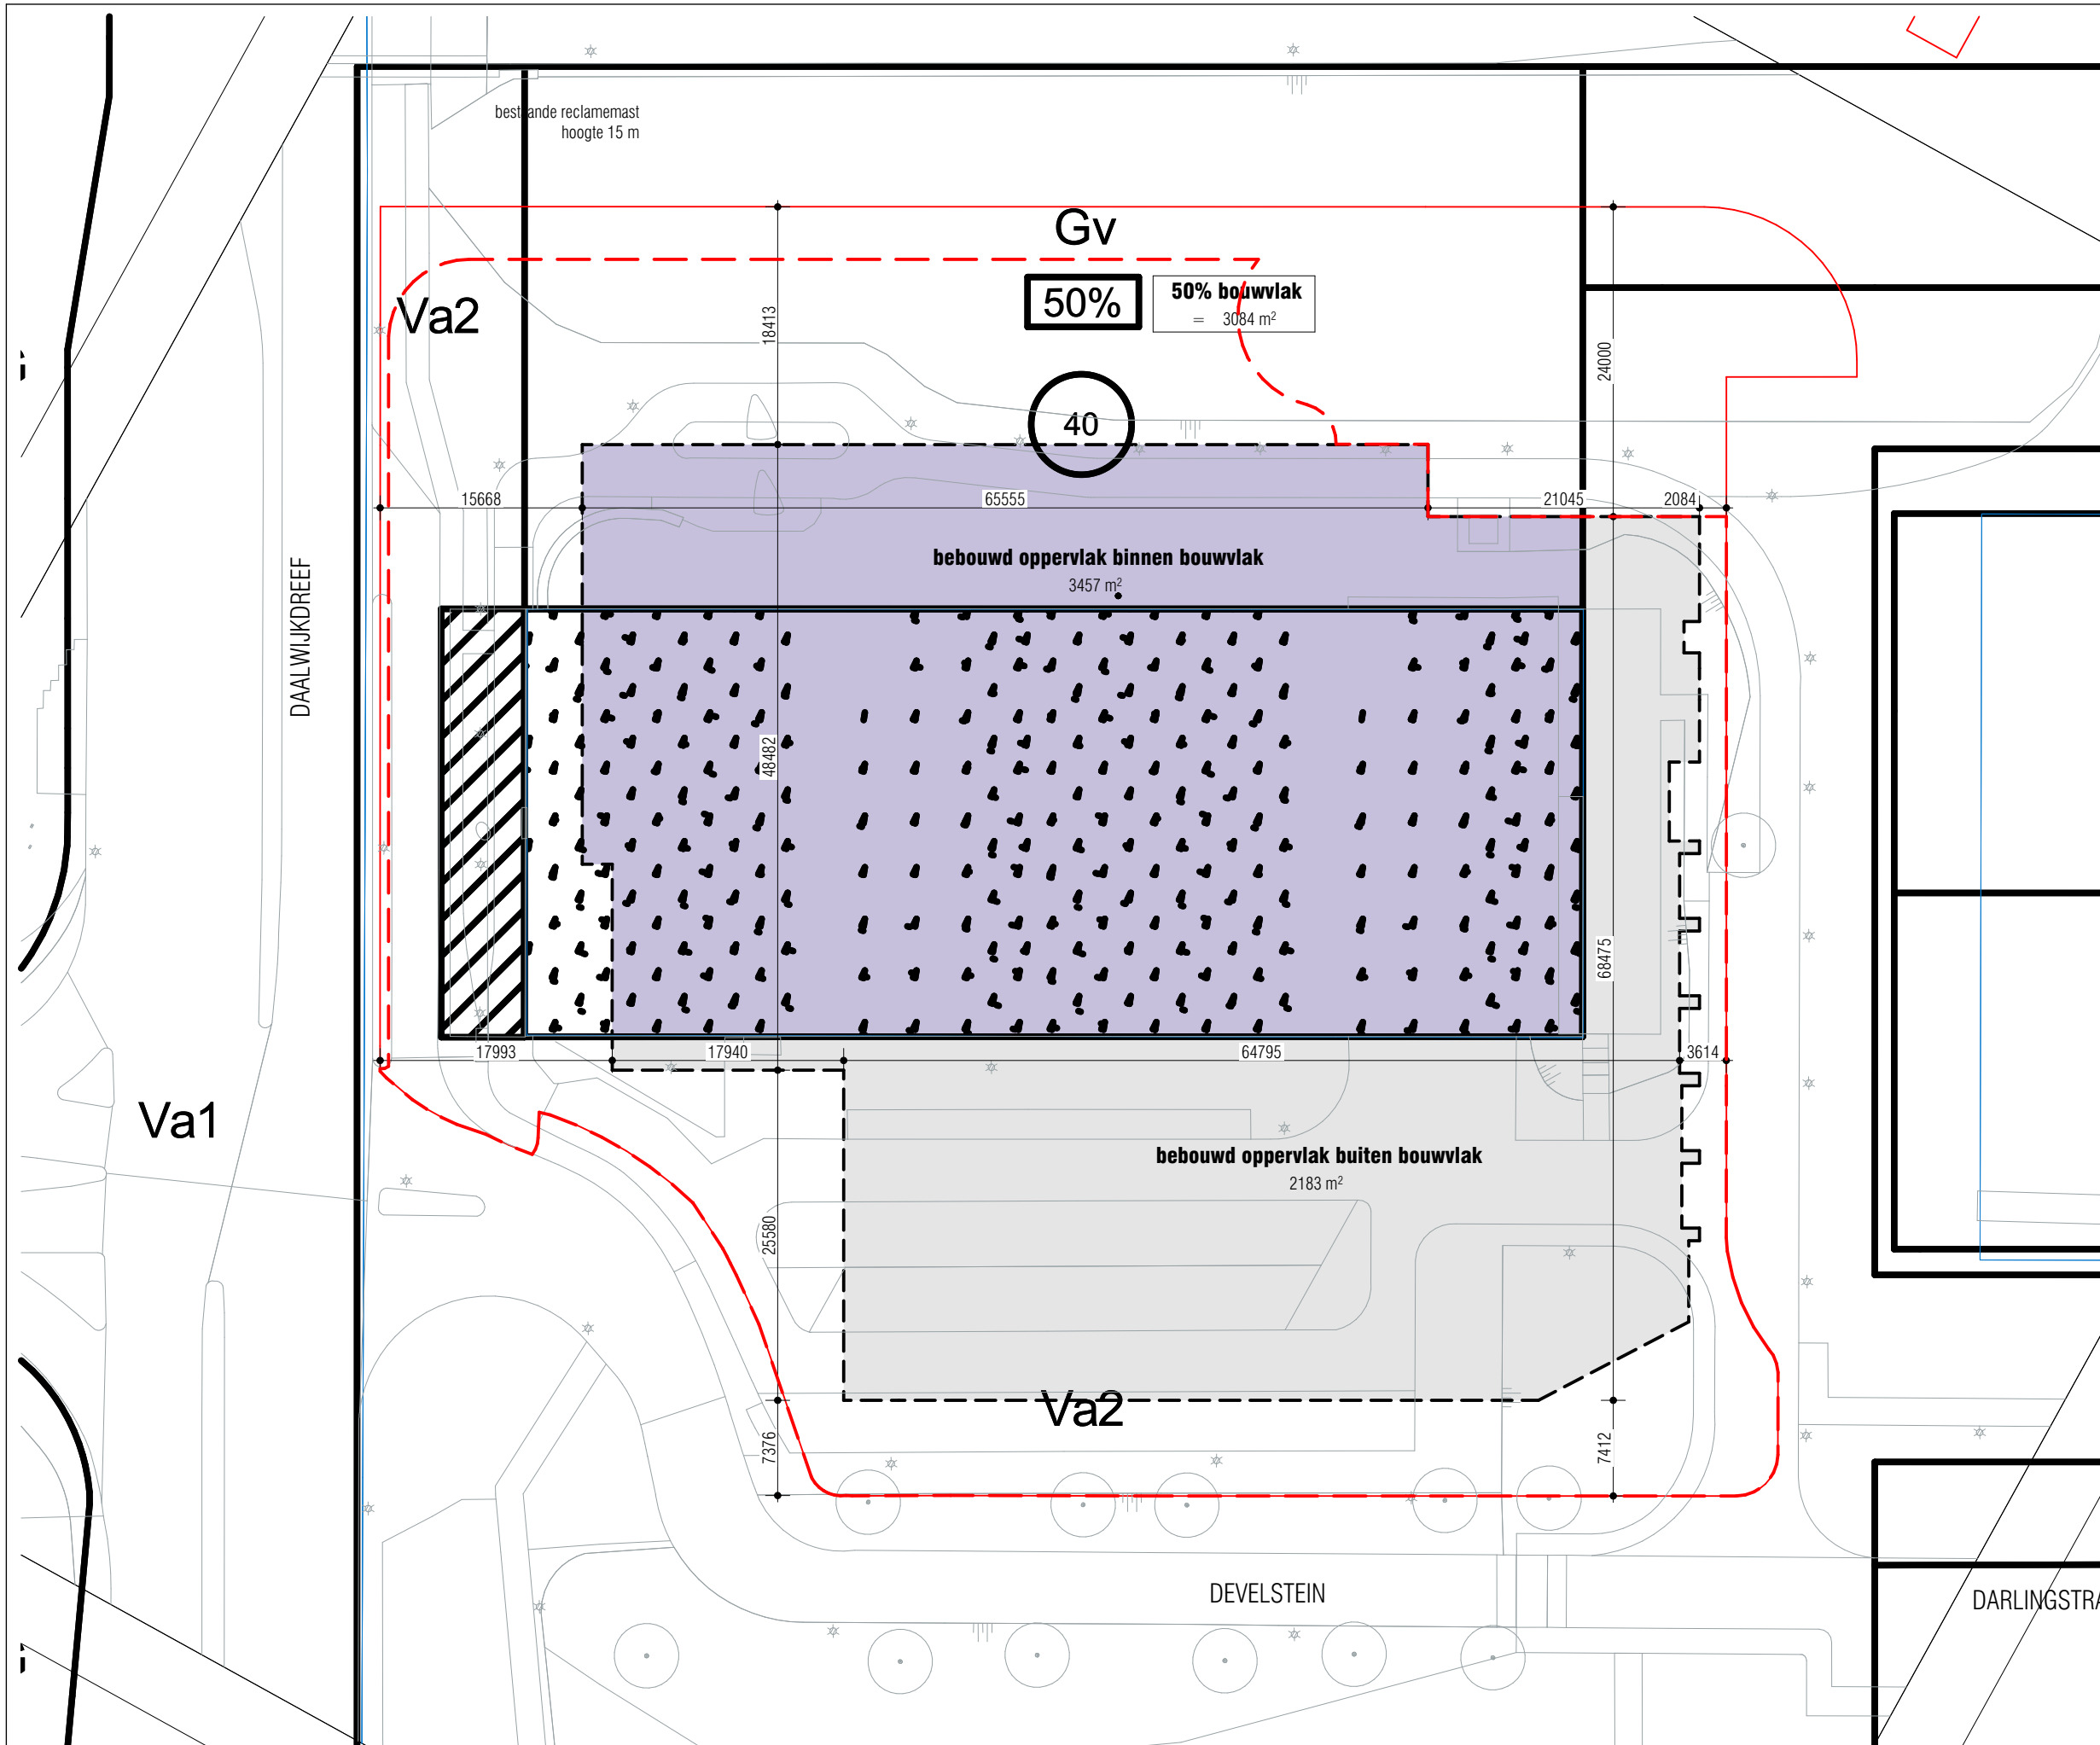 bestaande reclamemast
hoogte 15 m
Gv
Va2
50%
50% bouwvlak
= 3084 m²
18413
24000
40
15668
65555
21045
2084
bebouwd oppervlak binnen bouwvlak
3457 m²
DAALWIJKDREEF
48482
68475
17993
17940
64795
3614
Va1
bebouwd oppervlak buiten bouwvlak
2183 m²
25580
Va2
7376
7412
DEVELSTEIN
DARLINGSTRA